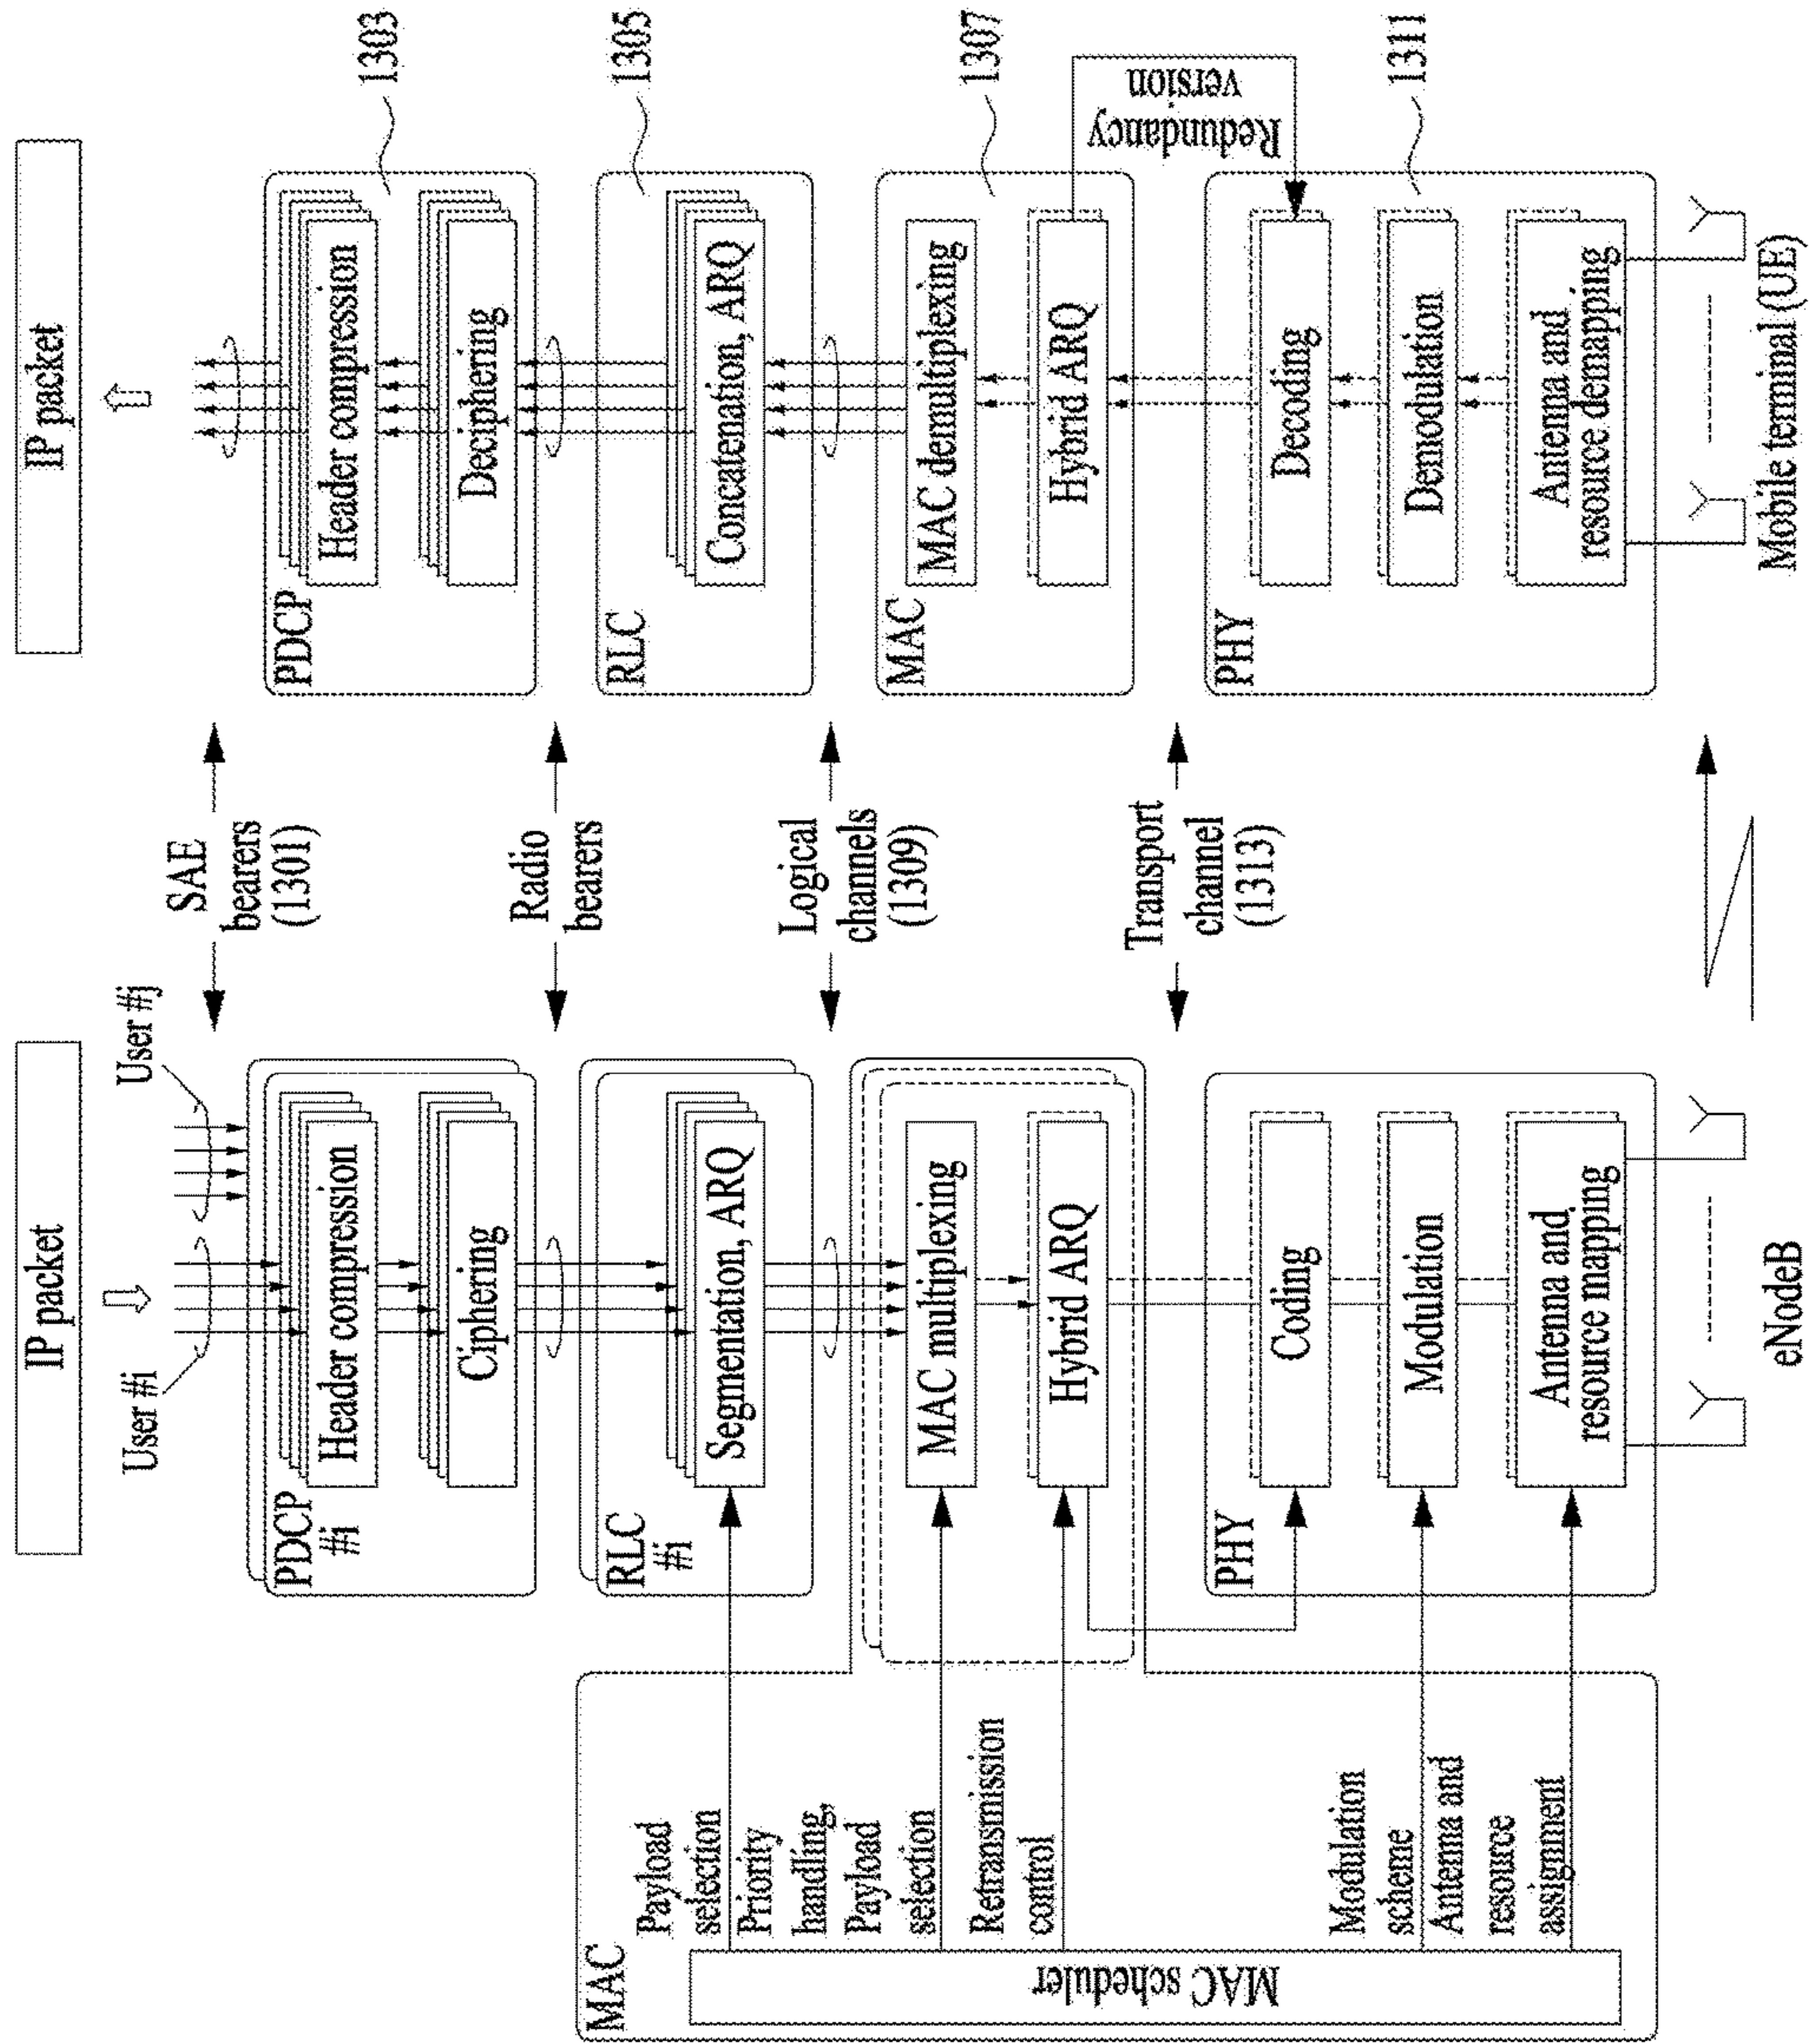 IP packet
User #i
User #j
PDCP
#i
Header compression
Ciphering
SAE
bearers
(1301)
Radio
bearers
RLC
#i
Segmentation, ARQ
Logical
channels
(1309)
MAC
MAC scheduler
Payload
selection
Priority
handling,
Payload
selection
Retransmission
control
Modulation
scheme
Antenna and
resource
assignment
MAC multiplexing
Hybrid ARQ
Transport
channel
(1313)
PHY
Coding
Modulation
Antenna and
resource mapping
eNodeB
IP packet
PDCP
Header compression
Deciphering
1303
RLC
Concatenation, ARQ
1305
MAC
MAC demultiplexing
Hybrid ARQ
1307
Redundancy
version
PHY
Decoding
Demodulation
Antenna and
resource demapping
1311
Mobile terminal (UE)